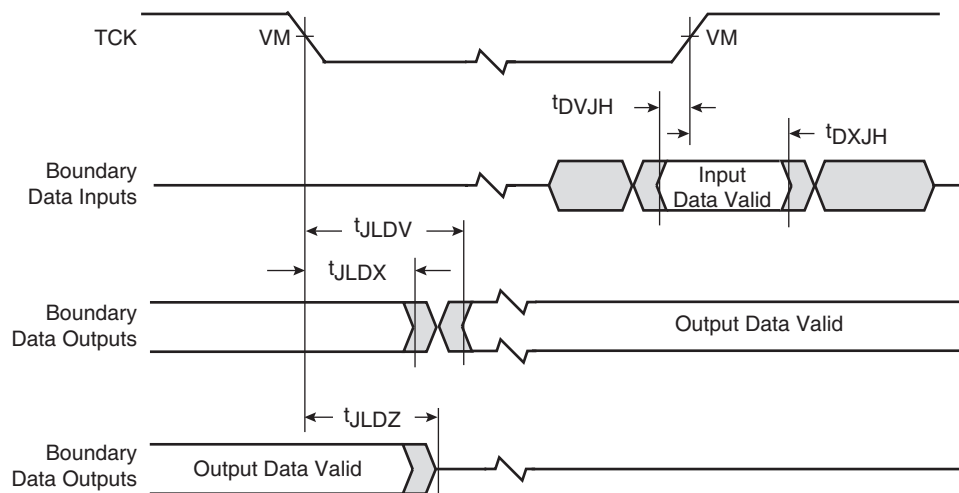 TCK
VM
VM
tDVJH
tDXJH
Boundary
Data Inputs
Input
Data Valid
tJLDV
tJLDX
Boundary
Data Outputs
Output Data Valid
tJLDZ
Boundary
Data Outputs
Output Data Valid